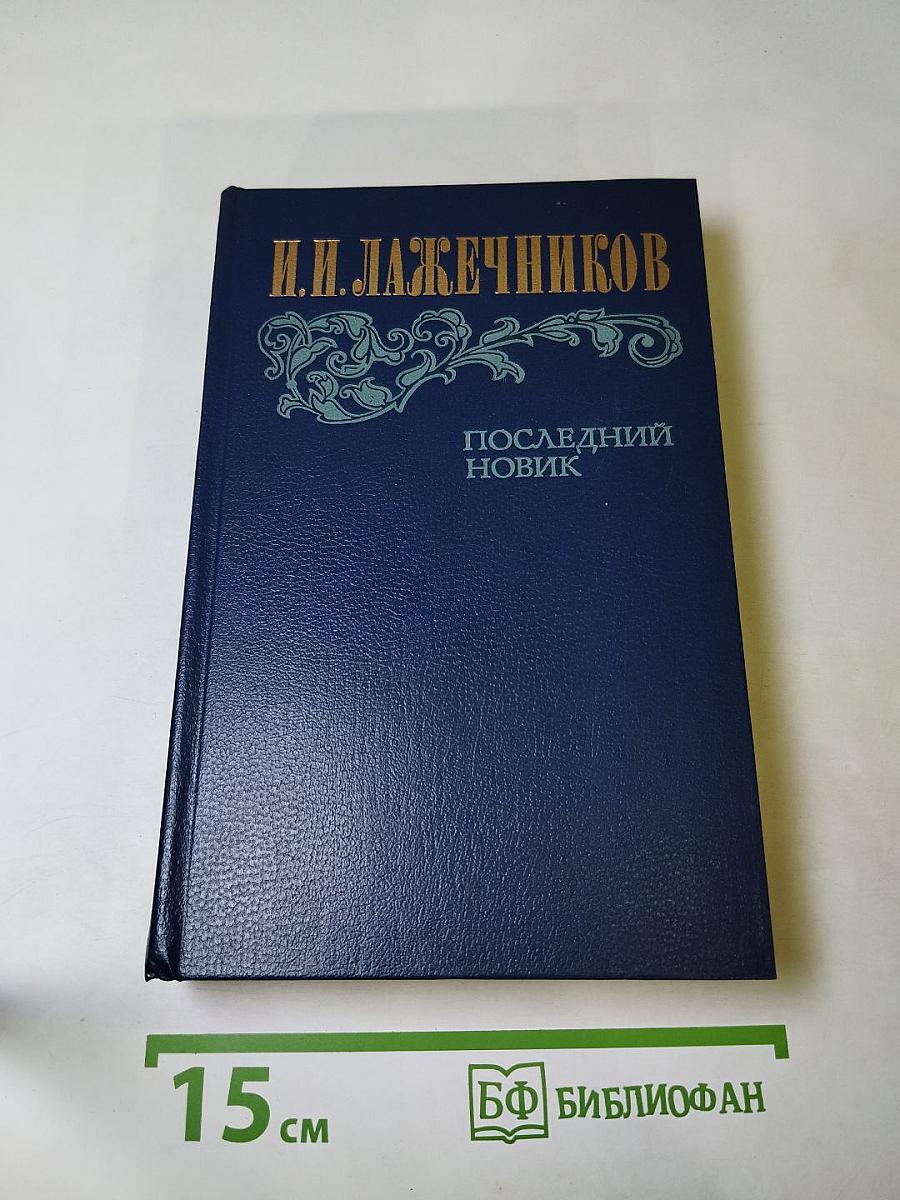 И.И.ЛАЖЕЧНИКОВ
ПОСЛЕДНИЙ
НОВИК
15 см
БФ БИБЛИОФАН